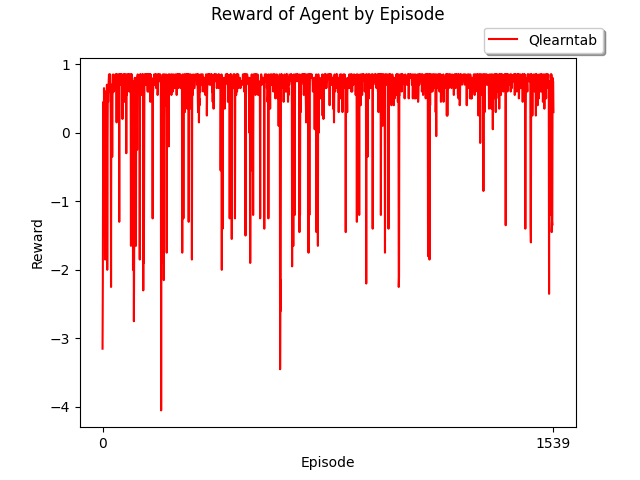 Reward of Agent by Episode
Qlearntab
1
0
−1
−2
−3
−4
Reward
0
1539
Episode